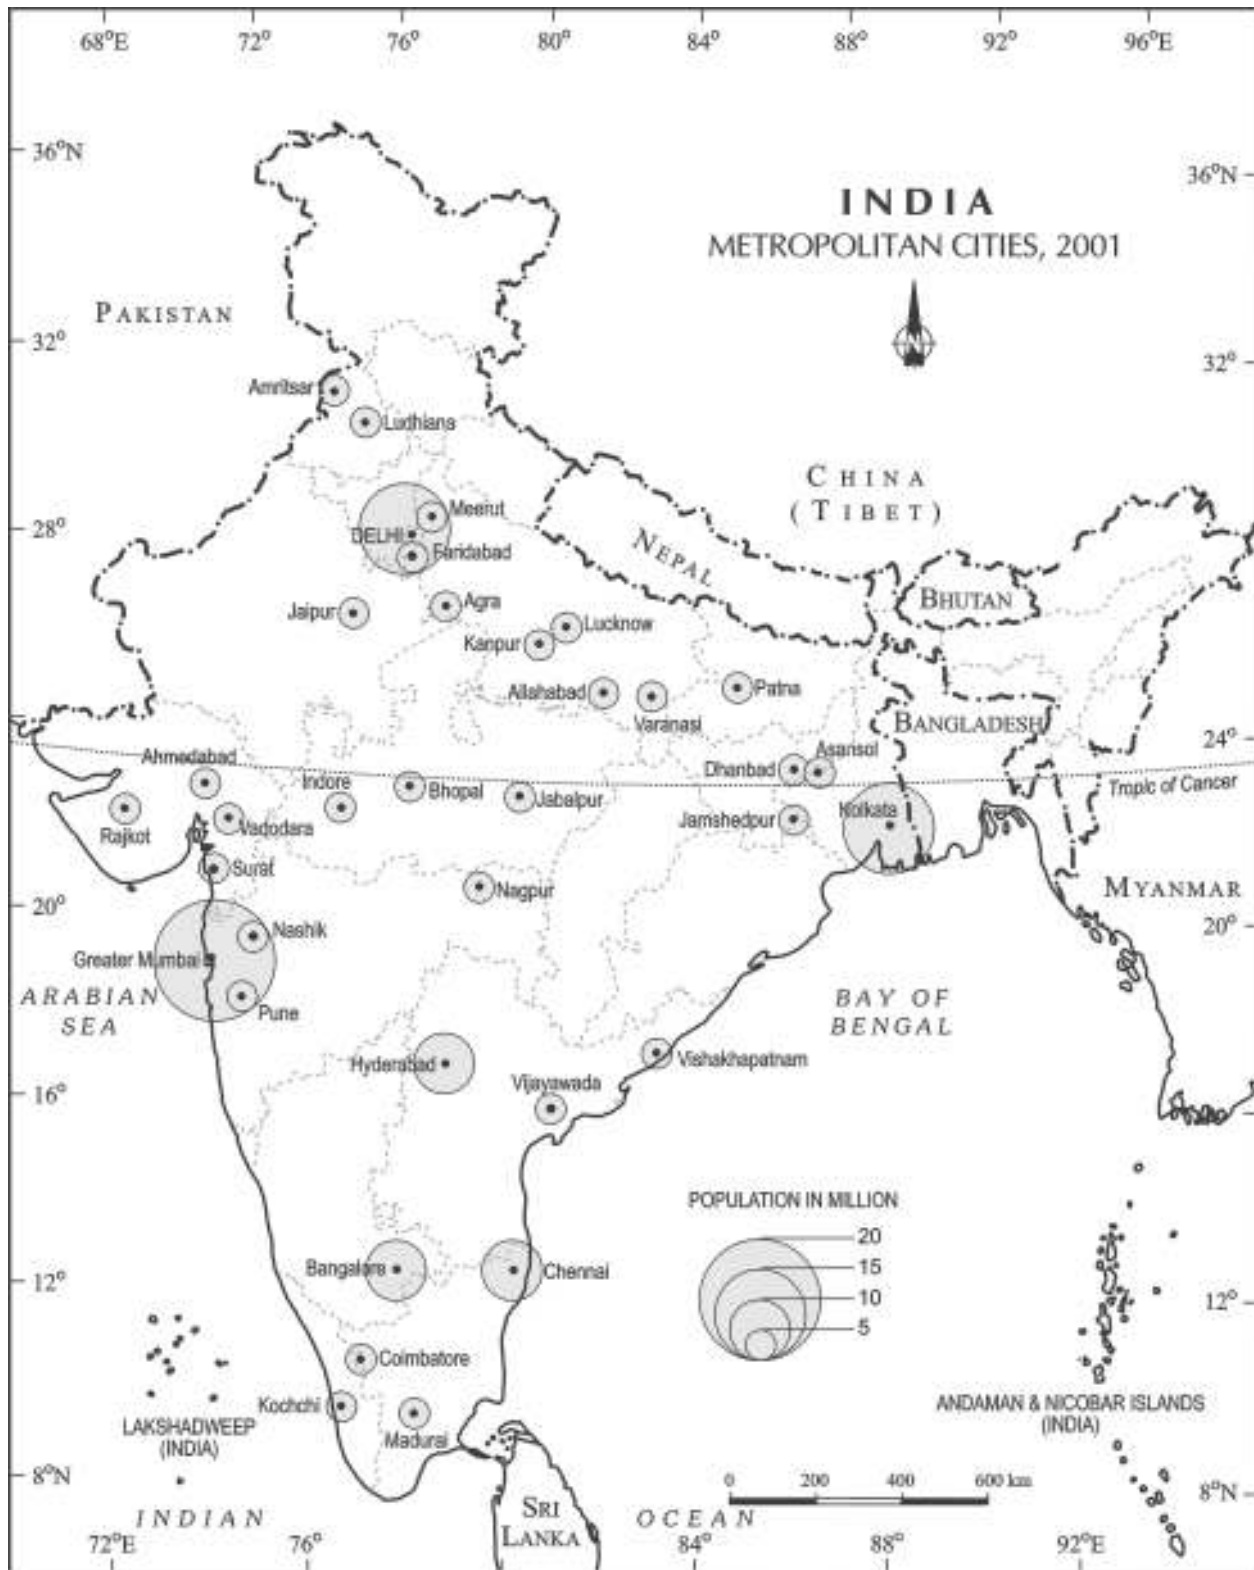 68°E 72° 76° 80° 84° 88° 92° 96°E
36°N
36°N
INDIA
METROPOLITAN CITIES, 2001
N
PAKISTAN
32°
32°
Amritsar
Ludhiana
CHINA
(TIBET)
Meerut
28°
28°
DELHI
Faridabad
NEPAL
BHUTAN
Jaipur
Agra
Lucknow
Kanpur
Allahabad
Patna
Varanasi
BANGLADESH
24°
Asansol
Ahmedabad
Dhanbad
Indore
Bhopal
Jabalpur
Tropic of Cancer
Rajkot
Vadodara
Jamshedpur
Kolkata
Surat
Nagpur
MYANMAR
20°
20°
Nashik
Greater Mumbai
ARABIAN
SEA
Pune
BAY OF
BENGAL
Hyderabad
Vishakhapatnam
Vijayawada
16°
POPULATION IN MILLION
20
15
10
5
Bangalore
Chennai
12°
12°
Coimbatore
Kochchi
Madurai
LAKSHADWEEP
(INDIA)
ANDAMAN & NICOBAR ISLANDS
(INDIA)
8°N
8°N
0 200 400 600 km
INDIAN
OCEAN
SRI
LANKA
72°E 76° 84° 88° 92°E